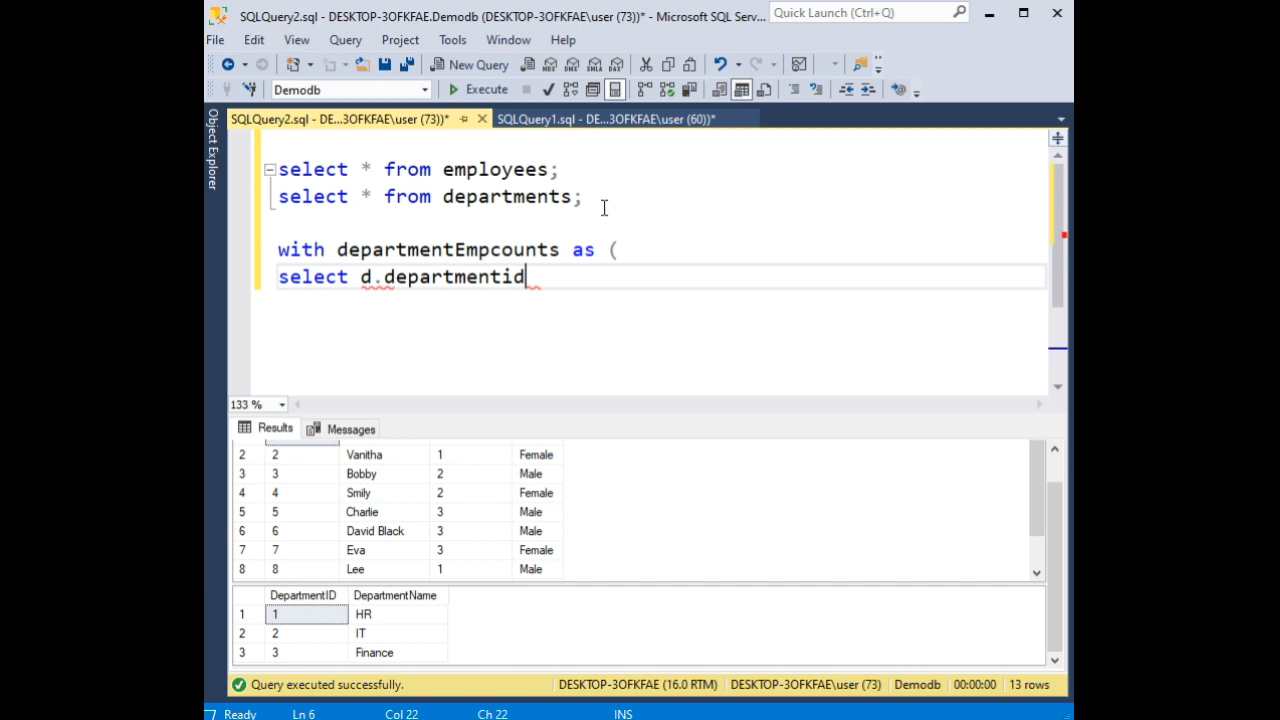 SQLQuery2.sql - DESKTOP-3OFKFAE.Demodb (DESKTOP-3OFKFAE\user (73))* - Microsoft SQL Serv...
Quick Launch (Ctrl+Q)
File Edit View Query Project Tools Window Help
New Query
MDX DMX XMLA DAX
Demodb Execute
SQLQuery2.sql - DE...3OFKFAE\user (73))* SQLQuery1.sql - DE...3OFKFAE\user (60))*
Object Explorer
select * from employees;
select * from departments;
with departmentEmpcounts as (
select d.departmentid
133 %
Results Messages
2 2 Vanitha 1 Female
3 3 Bobby 2 Male
4 4 Smily 2 Female
5 5 Charlie 3 Male
6 6 David Black 3 Male
7 7 Eva 3 Female
8 8 Lee 1 Male
DepartmentID DepartmentName
1 1 HR
2 2 IT
3 3 Finance
Query executed successfully. DESKTOP-3OFKFAE (16.0 RTM) DESKTOP-3OFKFAE\user (73) Demodb 00:00:00 13 rows
Ready Ln 6 Col 22 Ch 22 INS